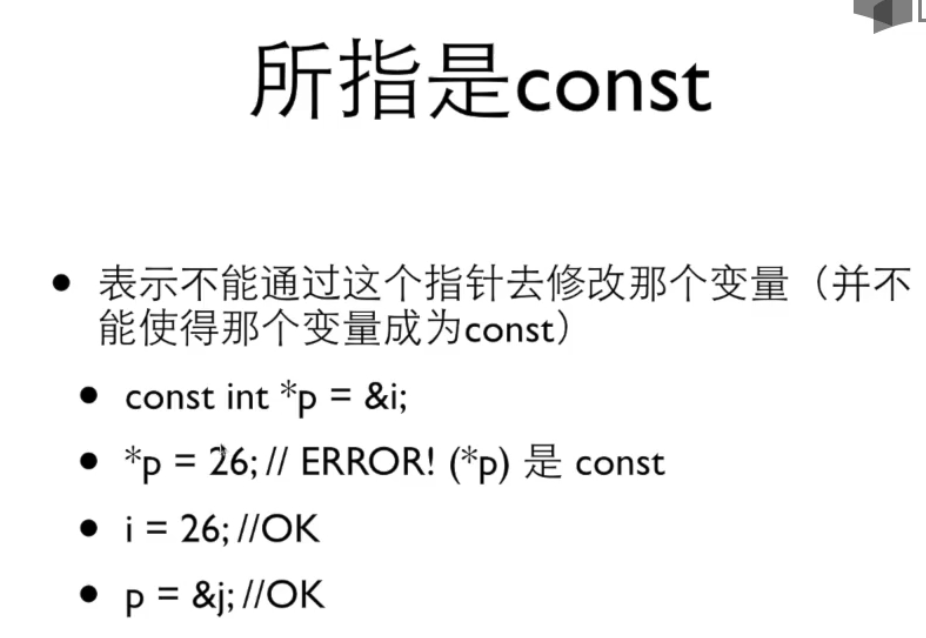 所指是const
• 表示不能通过这个指针去修改那个变量（并不
能使得那个变量成为const）
• const int *p = &i;
• *p = 26; // ERROR! (*p) 是 const
• i = 26; //OK
• p = &j; //OK